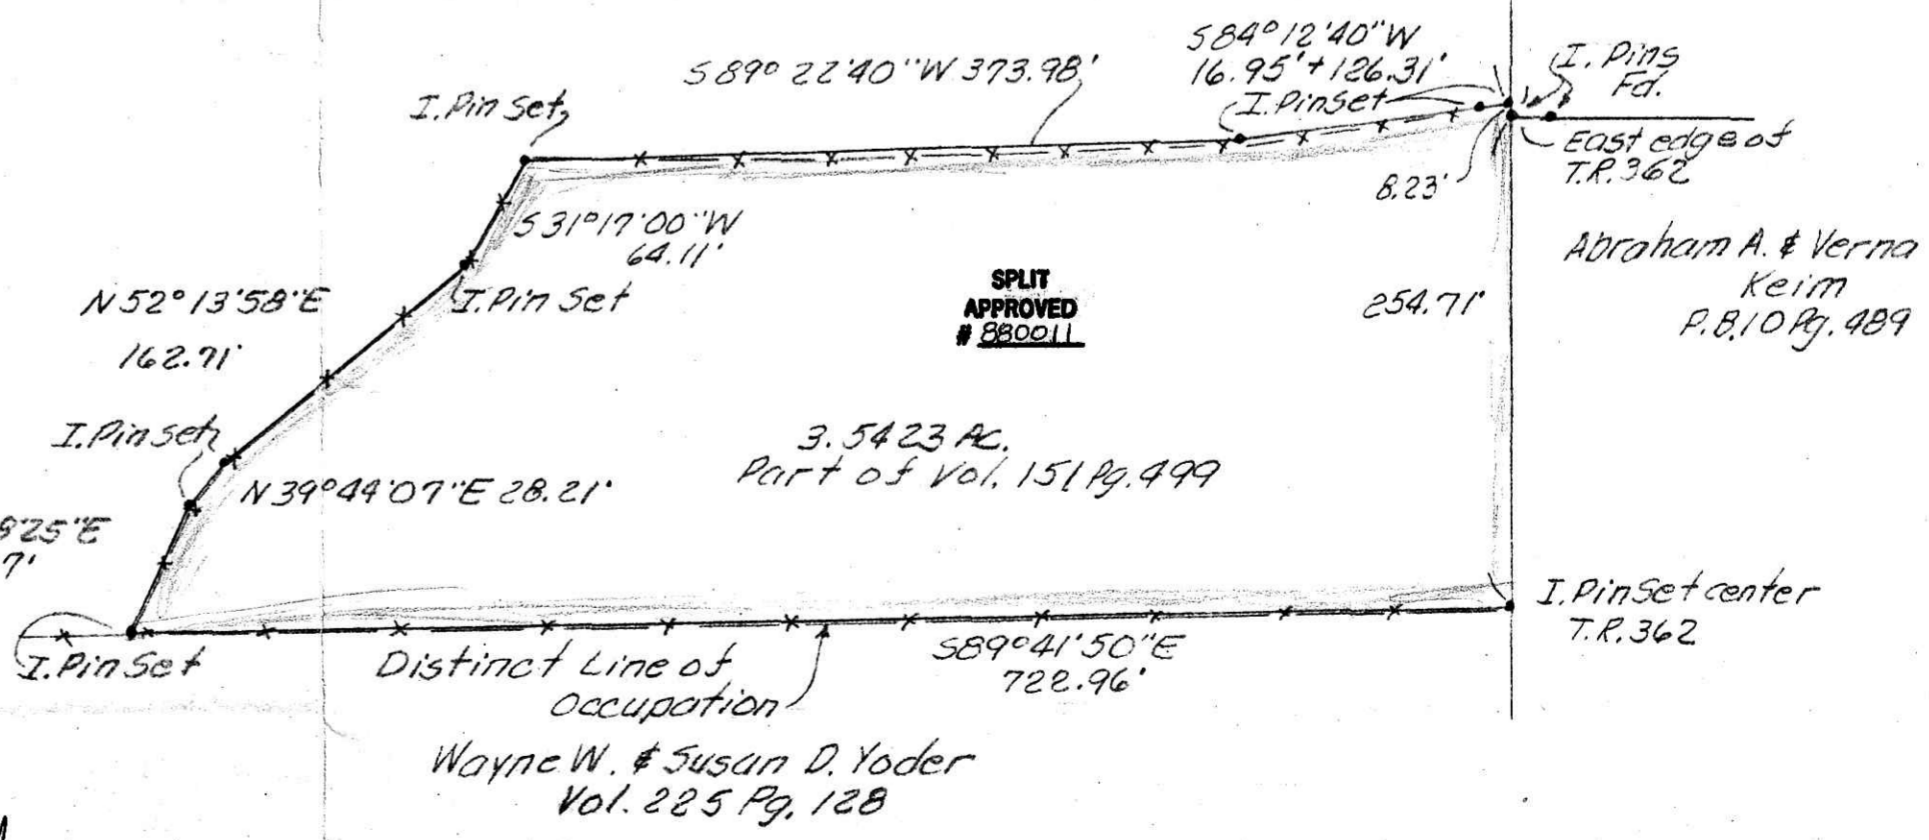 S84°12'40"W
16.95'+126.31'
I. Pin Set
I. Pins
Fd.
S89°22'40"W 373.98'
I. Pin Set
East edge of
T.R. 362
8.23'
S31°17'00"W
64.11'
I. Pin Set
N52°13'58"E
162.71'
SPLIT
APPROVED
# 880011
254.71'
Abraham A. & Verna
Keim
P.B. 10 Pg. 489
I. Pin Set
N39°44'07"E 28.21'
3.5423 AC.
Part of Vol. 151 Pg. 499
8'25"E
7'
I. Pin Set
I. Pin Set center
T.R. 362
Distinct Line of
Occupation
S89°41'50"E
722.96'
Wayne W. & Susan D. Yoder
Vol. 225 Pg. 128